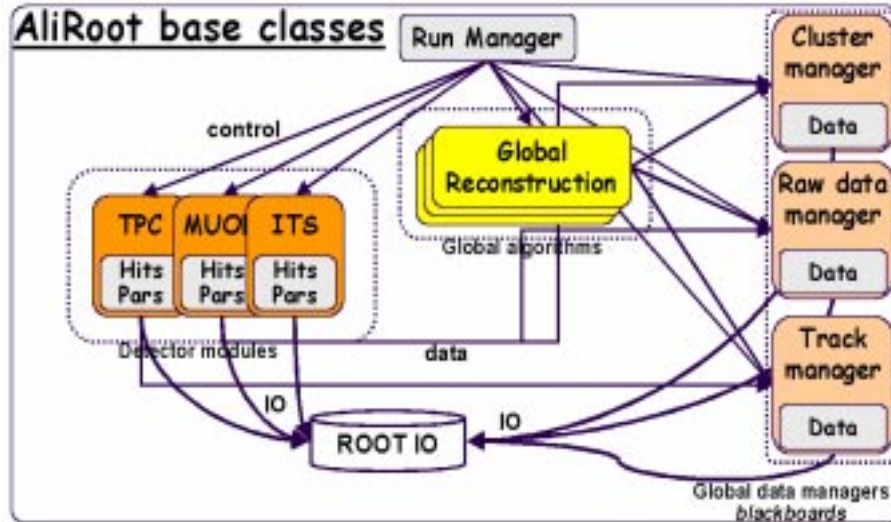 AliRoot base classes
Run Manager
Cluster
manager
Data
control
Global
Reconstruction
Raw data
manager
Data
TPC
ITS
Hits
Pars
Hits
Pars
Hits
Pars
Global algorithms
Detector modules
data
Track
manager
Data
IO
IO
ROOT IO
Global data managers
blackboards